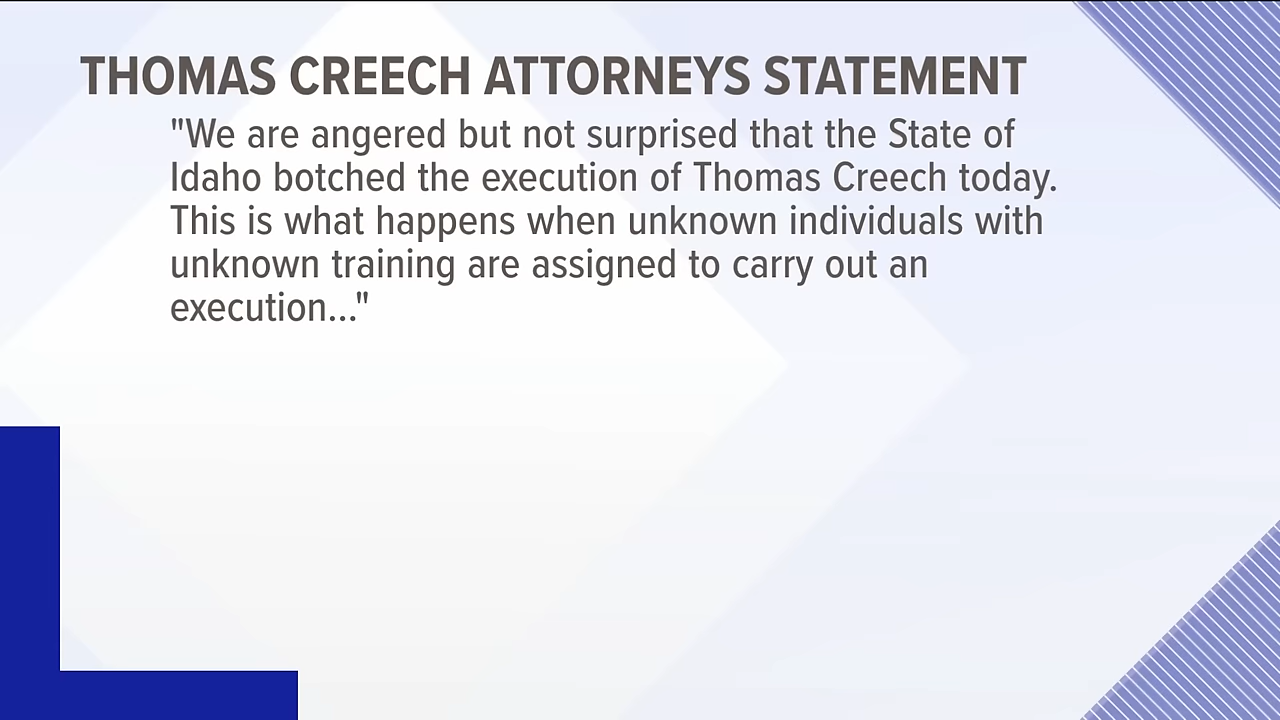 THOMAS CREECH ATTORNEYS STATEMENT
"We are angered but not surprised that the State of
Idaho botched the execution of Thomas Creech today.
This is what happens when unknown individuals with
unknown training are assigned to carry out an
execution..."